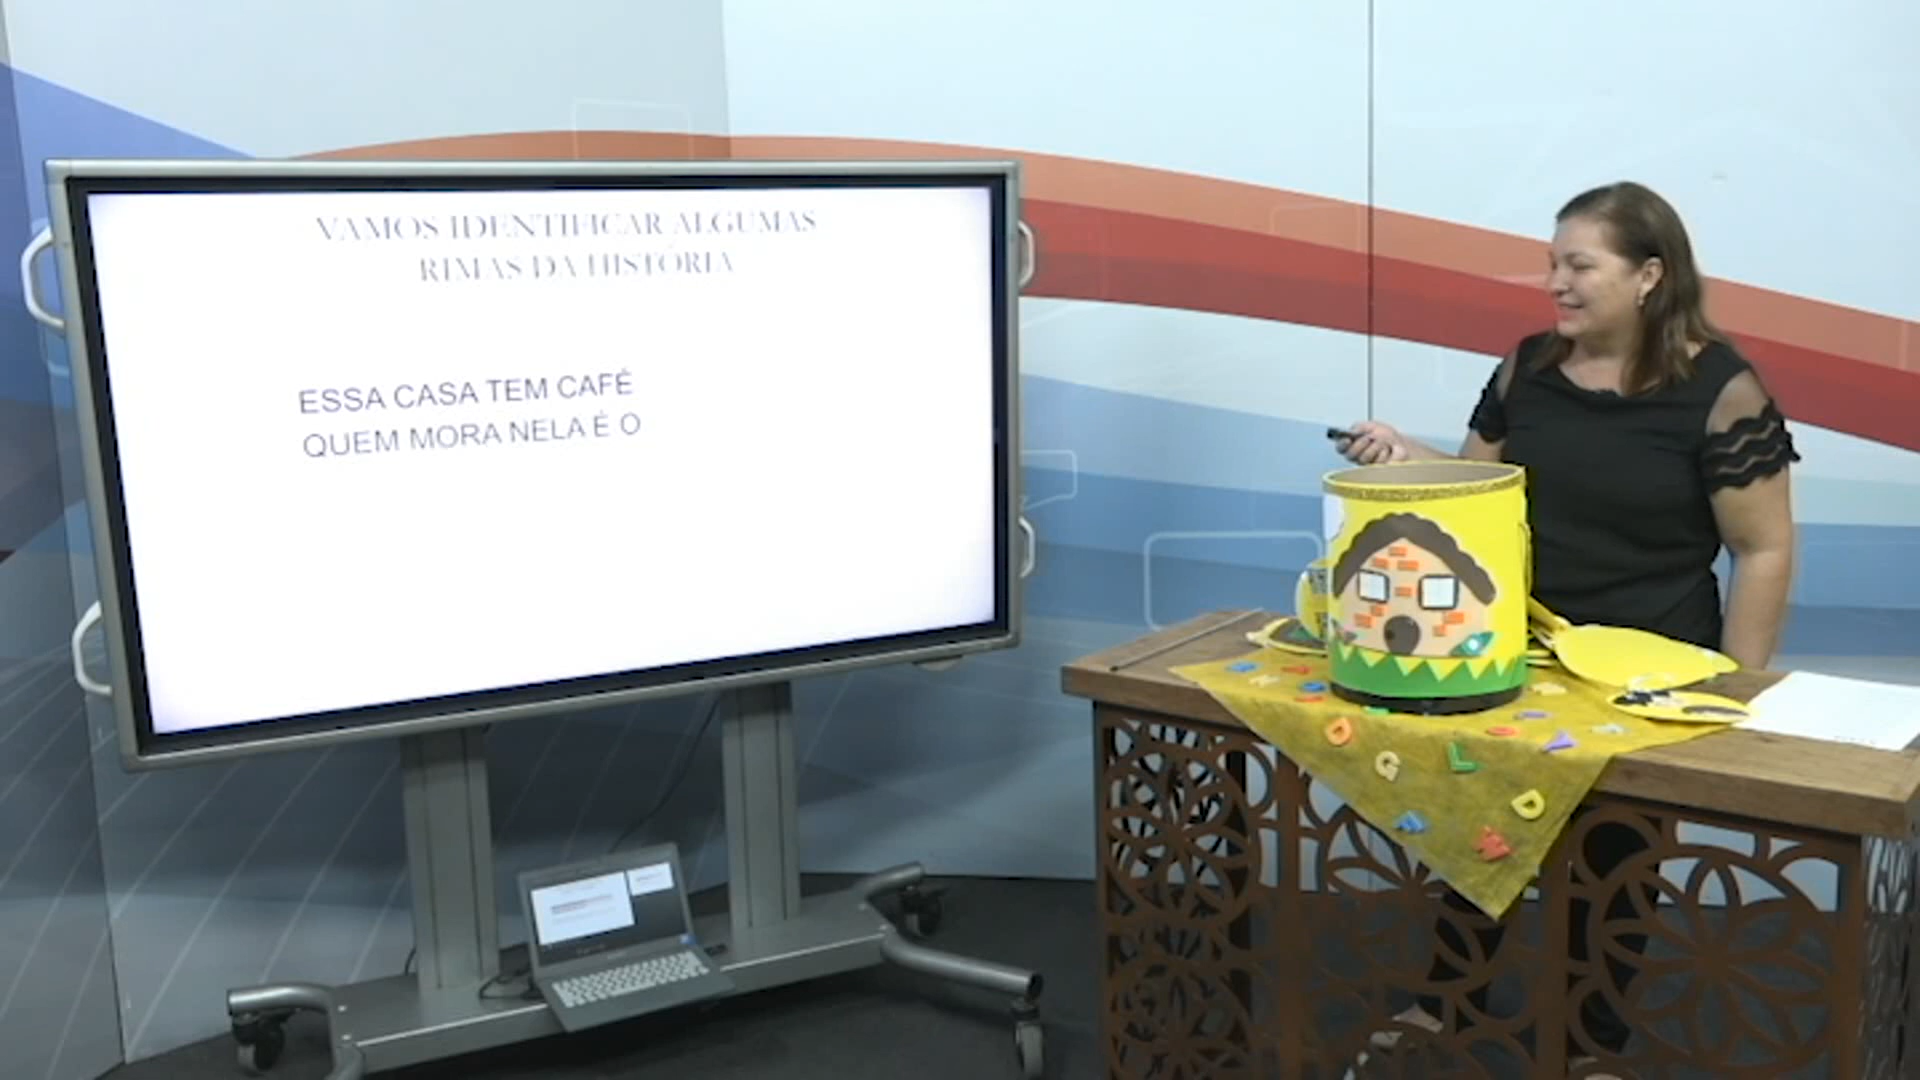 VAMOS IDENTIFICAR ALGUMAS
RIMAS DA HISTÓRIA
ESSA CASA TEM CAFÉ
QUEM MORA NELA É O